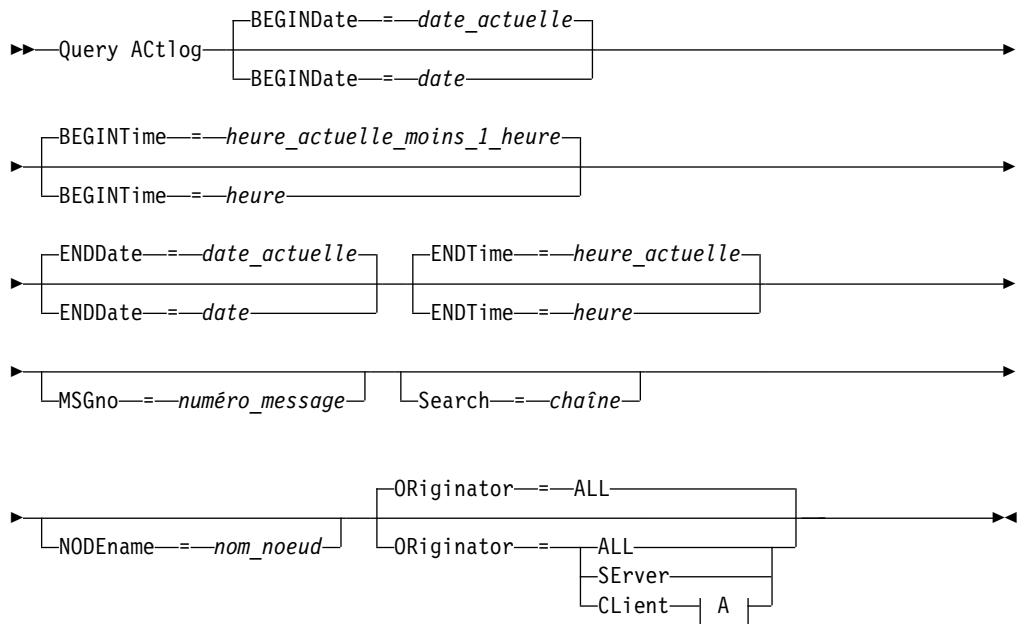 BEGINDate = date_actuelle
Query ACtlog
BEGINDate = date
BEGINTime = heure_actuelle_moins_1_heure
BEGINTime = heure
ENDDate = date_actuelle ENDTime = heure_actuelle
ENDDate = date ENDTime = heure
MSGno = numéro_message Search = chaîne
ORiginator = ALL
NODEname = nom_noeud ORiginator = ALL
SErver
CLient A